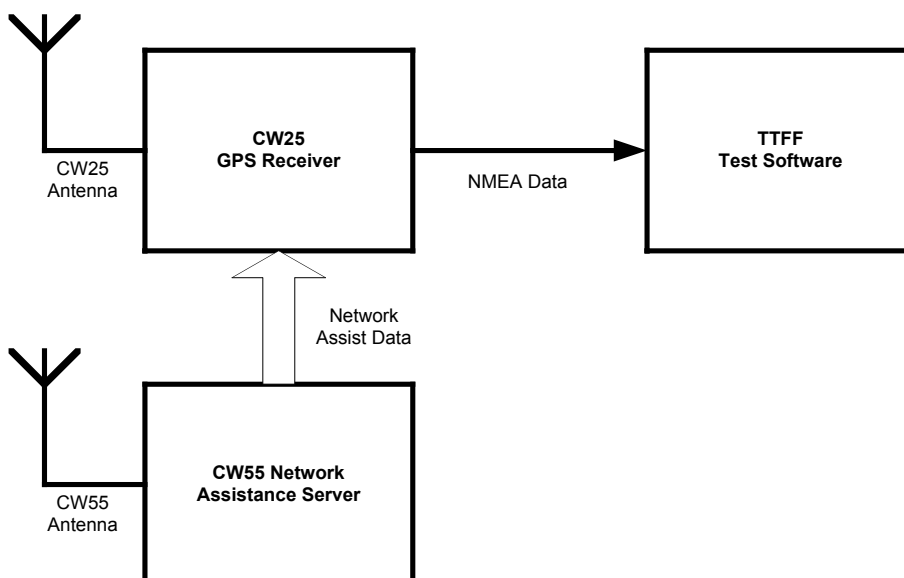 CW25
GPS Receiver
TTFF
Test Software
CW25
Antenna
NMEA Data
Network
Assist Data
CW55 Network
Assistance Server
CW55
Antenna